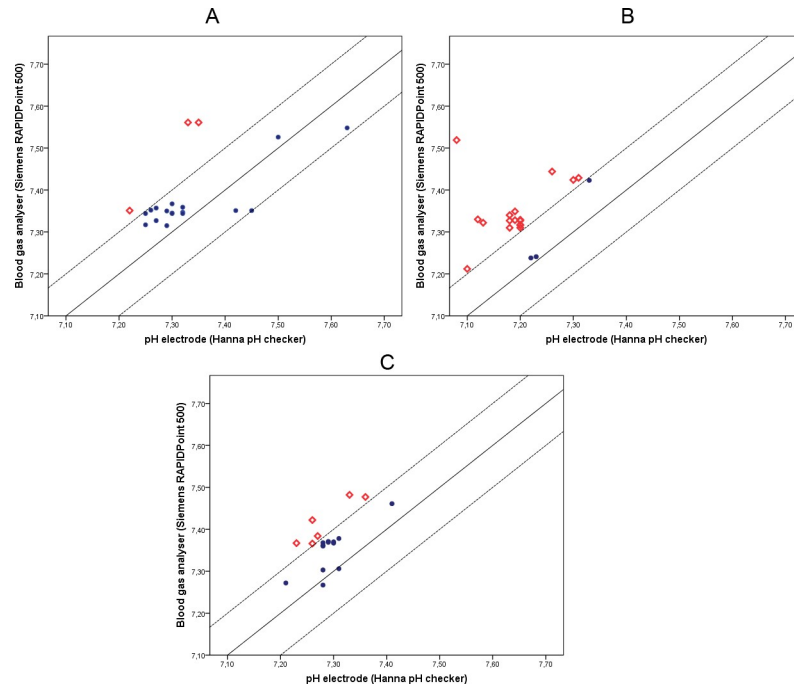 A
Blood gas analyser (Siemens RAPIDPoint 500)
7,70
7,60
7,50
7,40
7,30
7,20
7,10
7,10 7,20 7,30 7,40 7,50 7,60 7,70
pH electrode (Hanna pH checker)
B
Blood gas analyser (Siemens RAPIDPoint 500)
7,70
7,60
7,50
7,40
7,30
7,20
7,10
7,10 7,20 7,30 7,40 7,50 7,60 7,70
pH electrode (Hanna pH checker)
C
Blood gas analyser (Siemens RAPIDPoint 500)
7,70
7,60
7,50
7,40
7,30
7,20
7,10
7,10 7,20 7,30 7,40 7,50 7,60 7,70
pH electrode (Hanna pH checker)